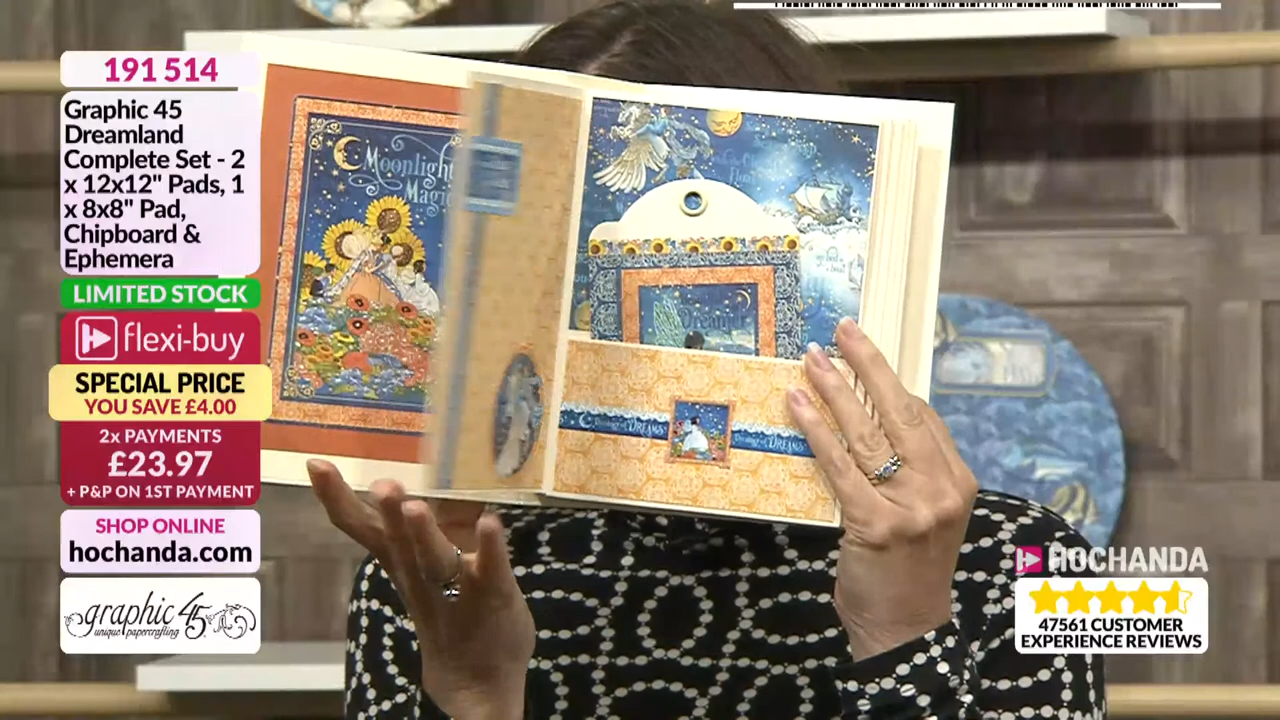 191 514
Graphic 45
Dreamland
Complete Set - 2
x 12x12" Pads, 1
x 8x8" Pad,
Chipboard &
Ephemera
LIMITED STOCK
flexi-buy
SPECIAL PRICE
YOU SAVE £4.00
2x PAYMENTS
£23.97
+ P&P ON 1ST PAYMENT
SHOP ONLINE
hochanda.com
graphic 45
unique papercrafting
Moonlight
Magic
DREAMS
DREAMS
HOCHANDA
47561 CUSTOMER
EXPERIENCE REVIEWS